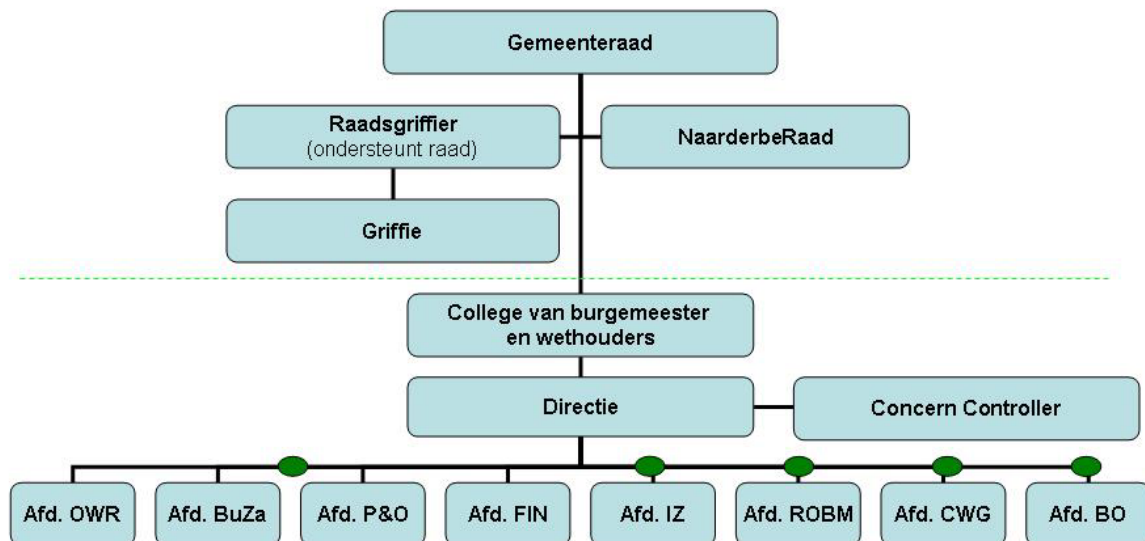 Gemeenteraad
Raadsgriffier
(ondersteunt raad)
NaarderbeRaad
Griffie
College van burgemeester
en wethouders
Directie
Concern Controller
Afd. OWR
Afd. BuZa
Afd. P&O
Afd. FIN
Afd. IZ
Afd. ROBM
Afd. CWG
Afd. BO